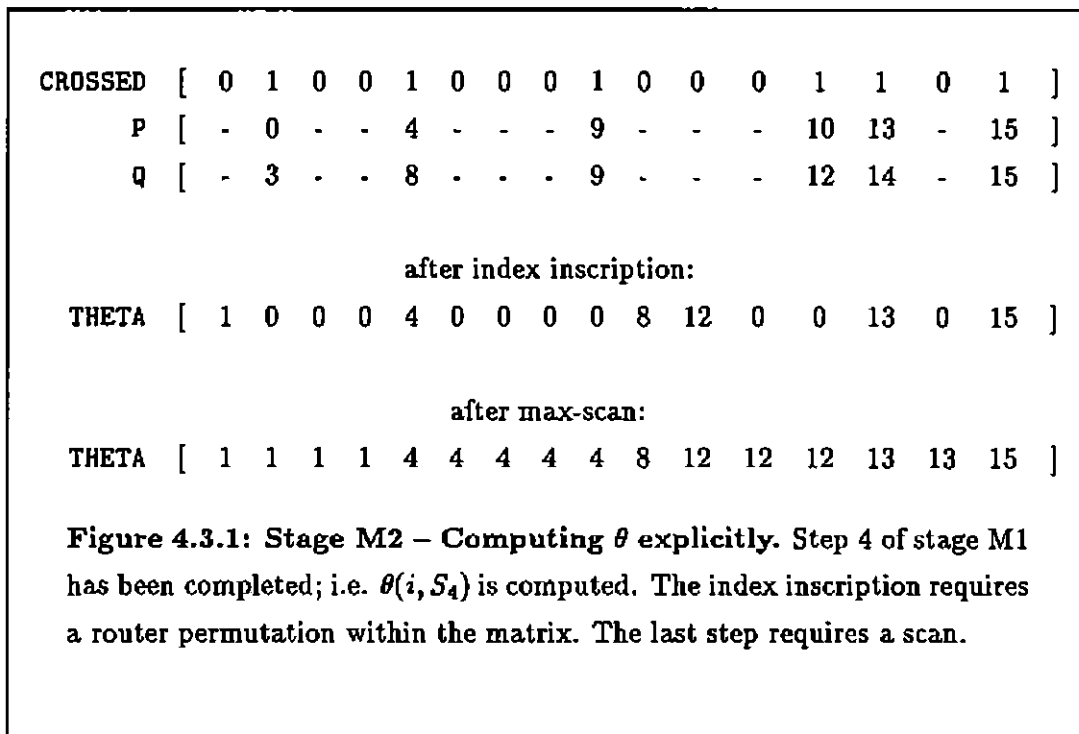 CROSSED [ 0 1 0 0 1 0 0 0 1 0 0 0 1 1 0 1 ]
P [ - 0 - - 4 - - - 9 - - - 10 13 - 15 ]
Q [ - 3 - - 8 - - - 9 - - - 12 14 - 15 ]
after index inscription:
THETA [ 1 0 0 0 4 0 0 0 0 8 12 0 0 13 0 15 ]
after max-scan:
THETA [ 1 1 1 1 4 4 4 4 4 8 12 12 12 13 13 15 ]
Figure 4.3.1: Stage M2 – Computing θ explicitly. Step 4 of stage M1
has been completed; i.e. θ(i, S₄) is computed. The index inscription requires
a router permutation within the matrix. The last step requires a scan.